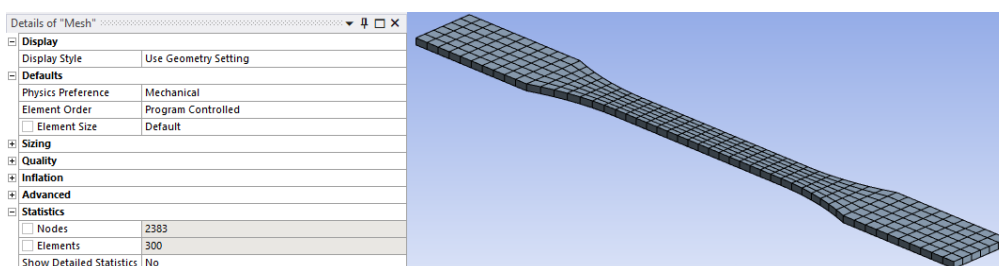 Details of "Mesh"
Display
Display Style Use Geometry Setting
Defaults
Physics Preference Mechanical
Element Order Program Controlled
Element Size Default
Sizing
Quality
Inflation
Advanced
Statistics
Nodes 2383
Elements 300
Show Detailed Statistics No